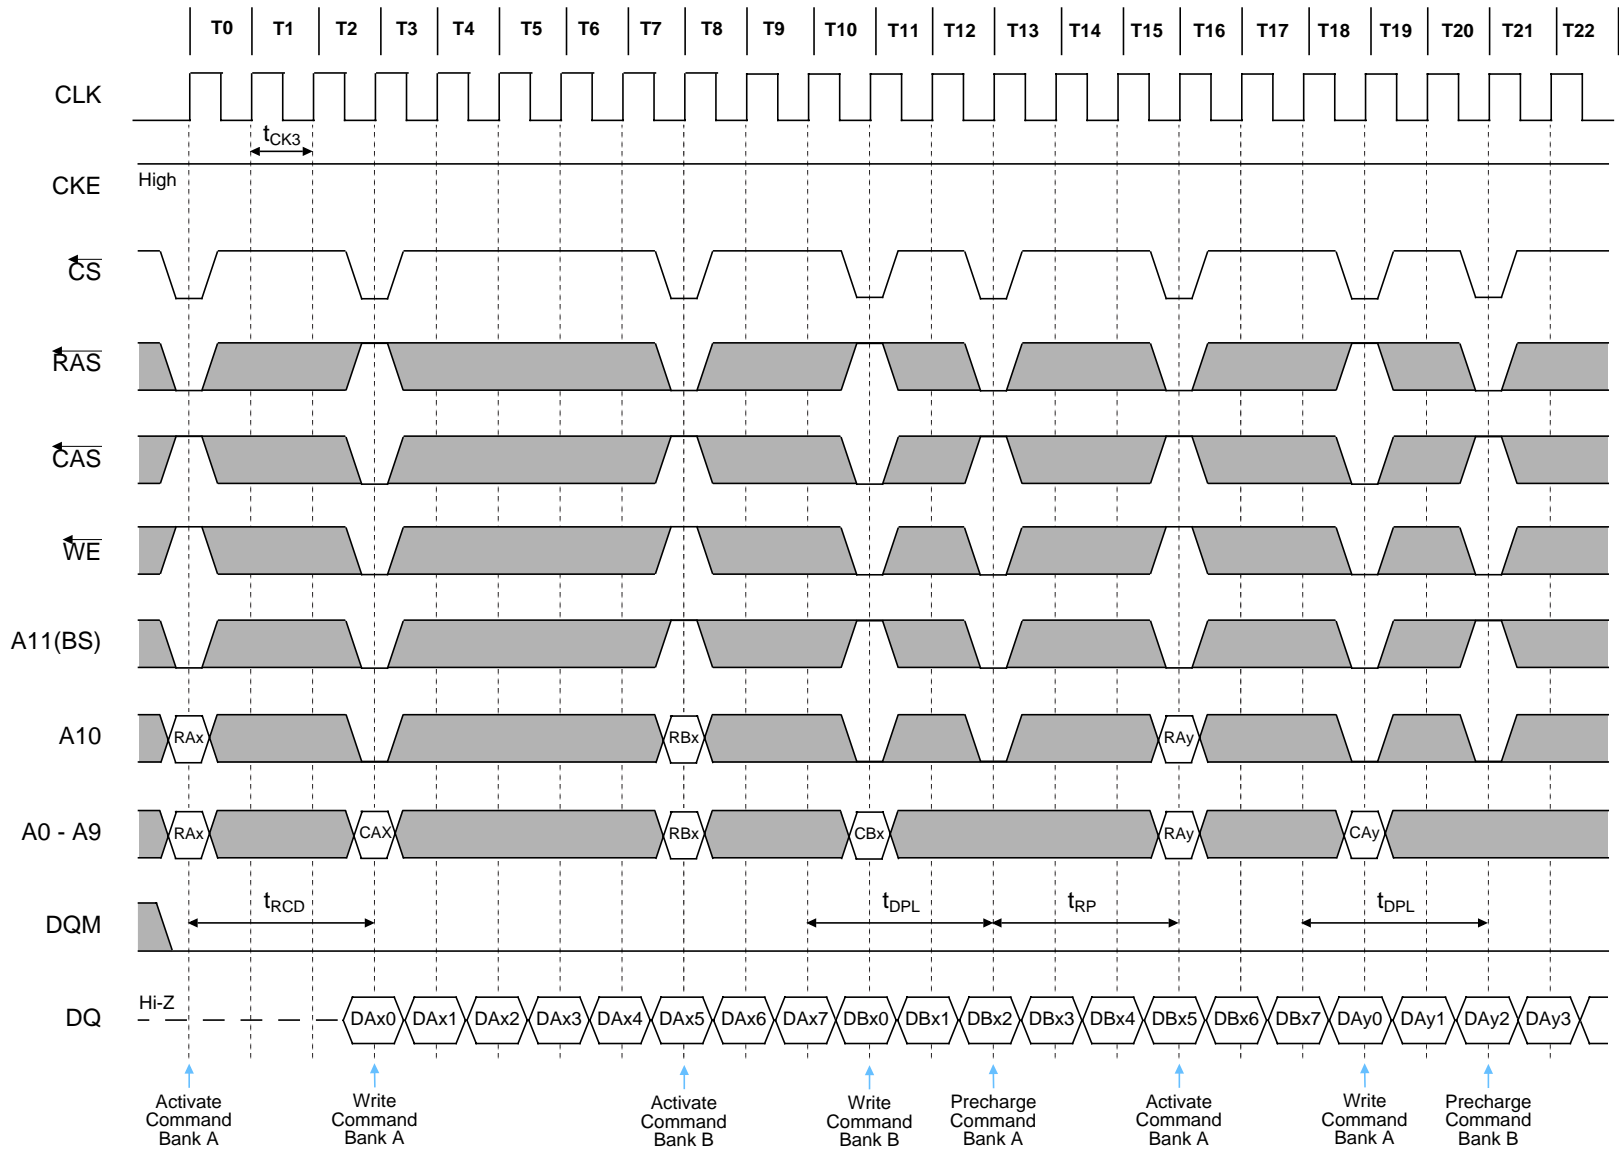 T0 T1 T2 T3 T4 T5 T6 T7 T8 T9 T10 T11 T12 T13 T14 T15 T16 T17 T18 T19 T20 T21 T22
CLK
tCK3
CKE
High
CS
RAS
CAS
WE
A11(BS)
A10
RAx RBx RAy
A0 - A9
RAx CAX RBx CBx RAy CAy
DQM
tRCD tDPL tRP tDPL
DQ
Hi-Z
DAx0 DAx1 DAx2 DAx3 DAx4 DAx5 DAx6 DAx7 DBx0 DBx1 DBx2 DBx3 DBx4 DBx5 DBx6 DBx7 DAy0 DAy1 DAy2 DAy3
Activate
Command
Bank A
Write
Command
Bank A
Activate
Command
Bank B
Write
Command
Bank B
Precharge
Command
Bank A
Activate
Command
Bank A
Write
Command
Bank A
Precharge
Command
Bank B